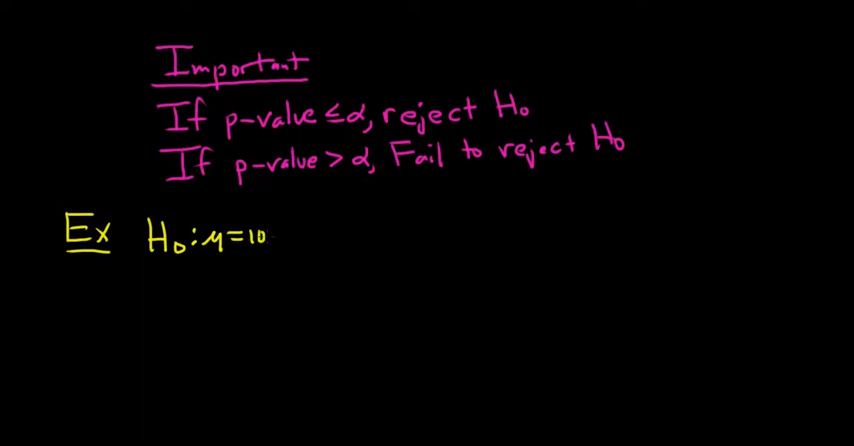 Important
If p-value ≤ α, reject H₀
If p-value > α, Fail to reject H₀
Ex H₀: μ=10